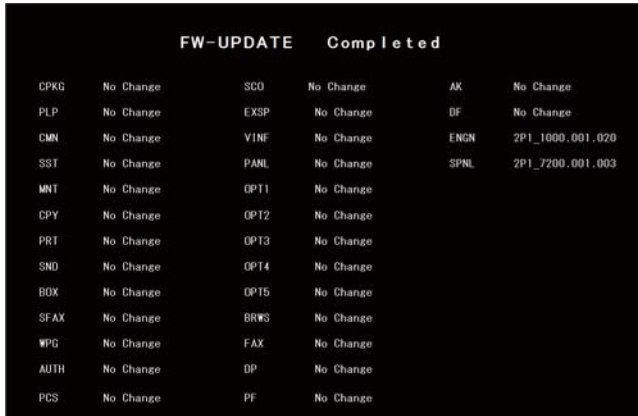 FW-UPDATE Completed
CPKG No Change SCO No Change AK No Change
PLP No Change EXSP No Change DF No Change
CMN No Change VINF No Change ENGN 2P1_1000.001.020
SST No Change PANL No Change SPNL 2P1_7200.001.003
MNT No Change OPT1 No Change
CPY No Change OPT2 No Change
PRT No Change OPT3 No Change
SND No Change OPT4 No Change
BOX No Change OPT5 No Change
SFAX No Change BRWS No Change
WPG No Change FAX No Change
AUTH No Change DP No Change
PCS No Change PF No Change